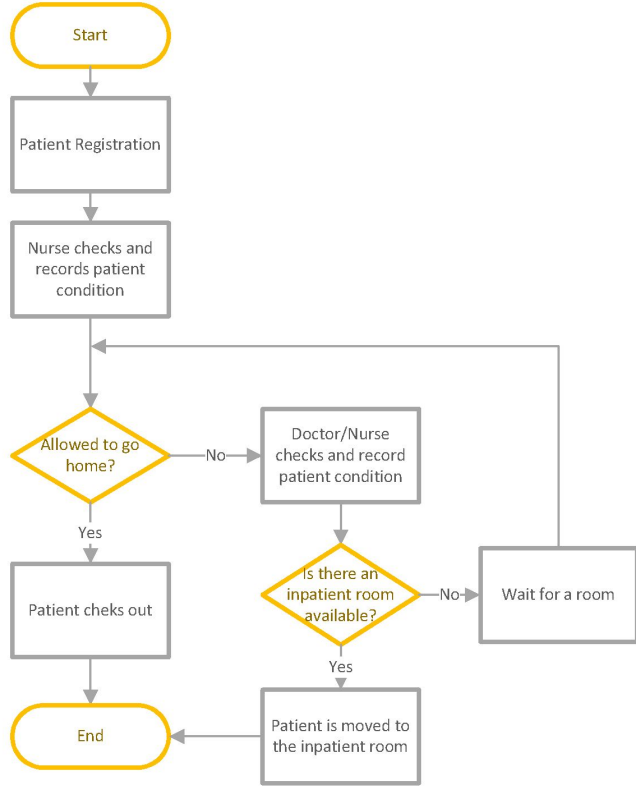 Start
Patient Registration
Nurse checks and
records patient
condition
Allowed to go
home?
No
Doctor/Nurse
checks and record
patient condition
Yes
Is there an
inpatient room
available?
No
Wait for a room
Patient cheks out
Yes
Patient is moved to
the inpatient room
End